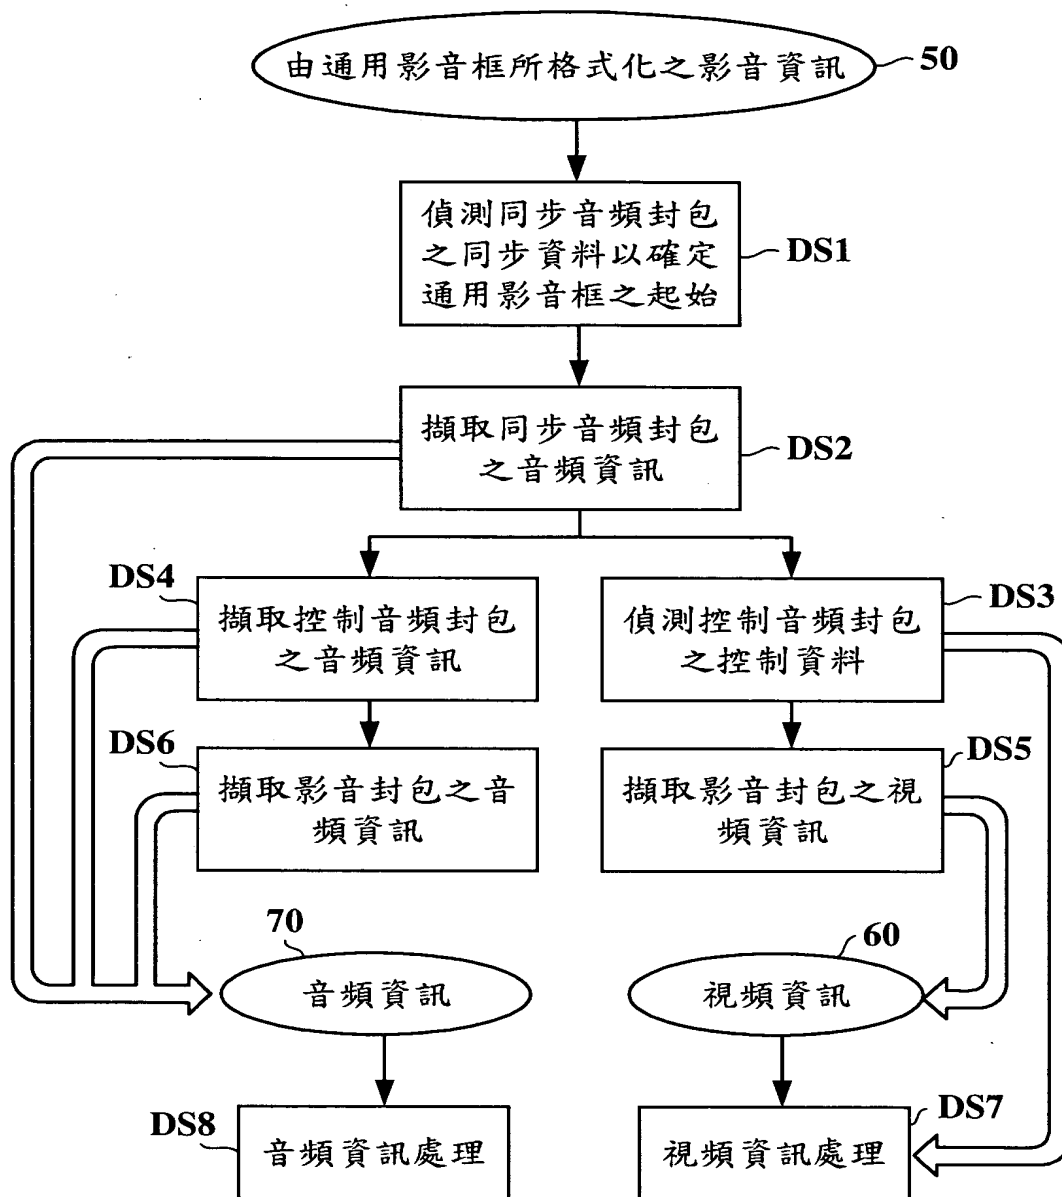 由通用影音框所格式化之影音資訊
50
偵測同步音頻封包
之同步資料以確定
通用影音框之起始
DS1
擷取同步音頻封包
之音頻資訊
DS2
DS4
擷取控制音頻封包
之音頻資訊
偵測控制音頻封包
之控制資料
DS3
DS6
擷取影音封包之音
頻資訊
擷取影音封包之視
頻資訊
DS5
70
音頻資訊
60
視頻資訊
DS8
音頻資訊處理
視頻資訊處理
DS7